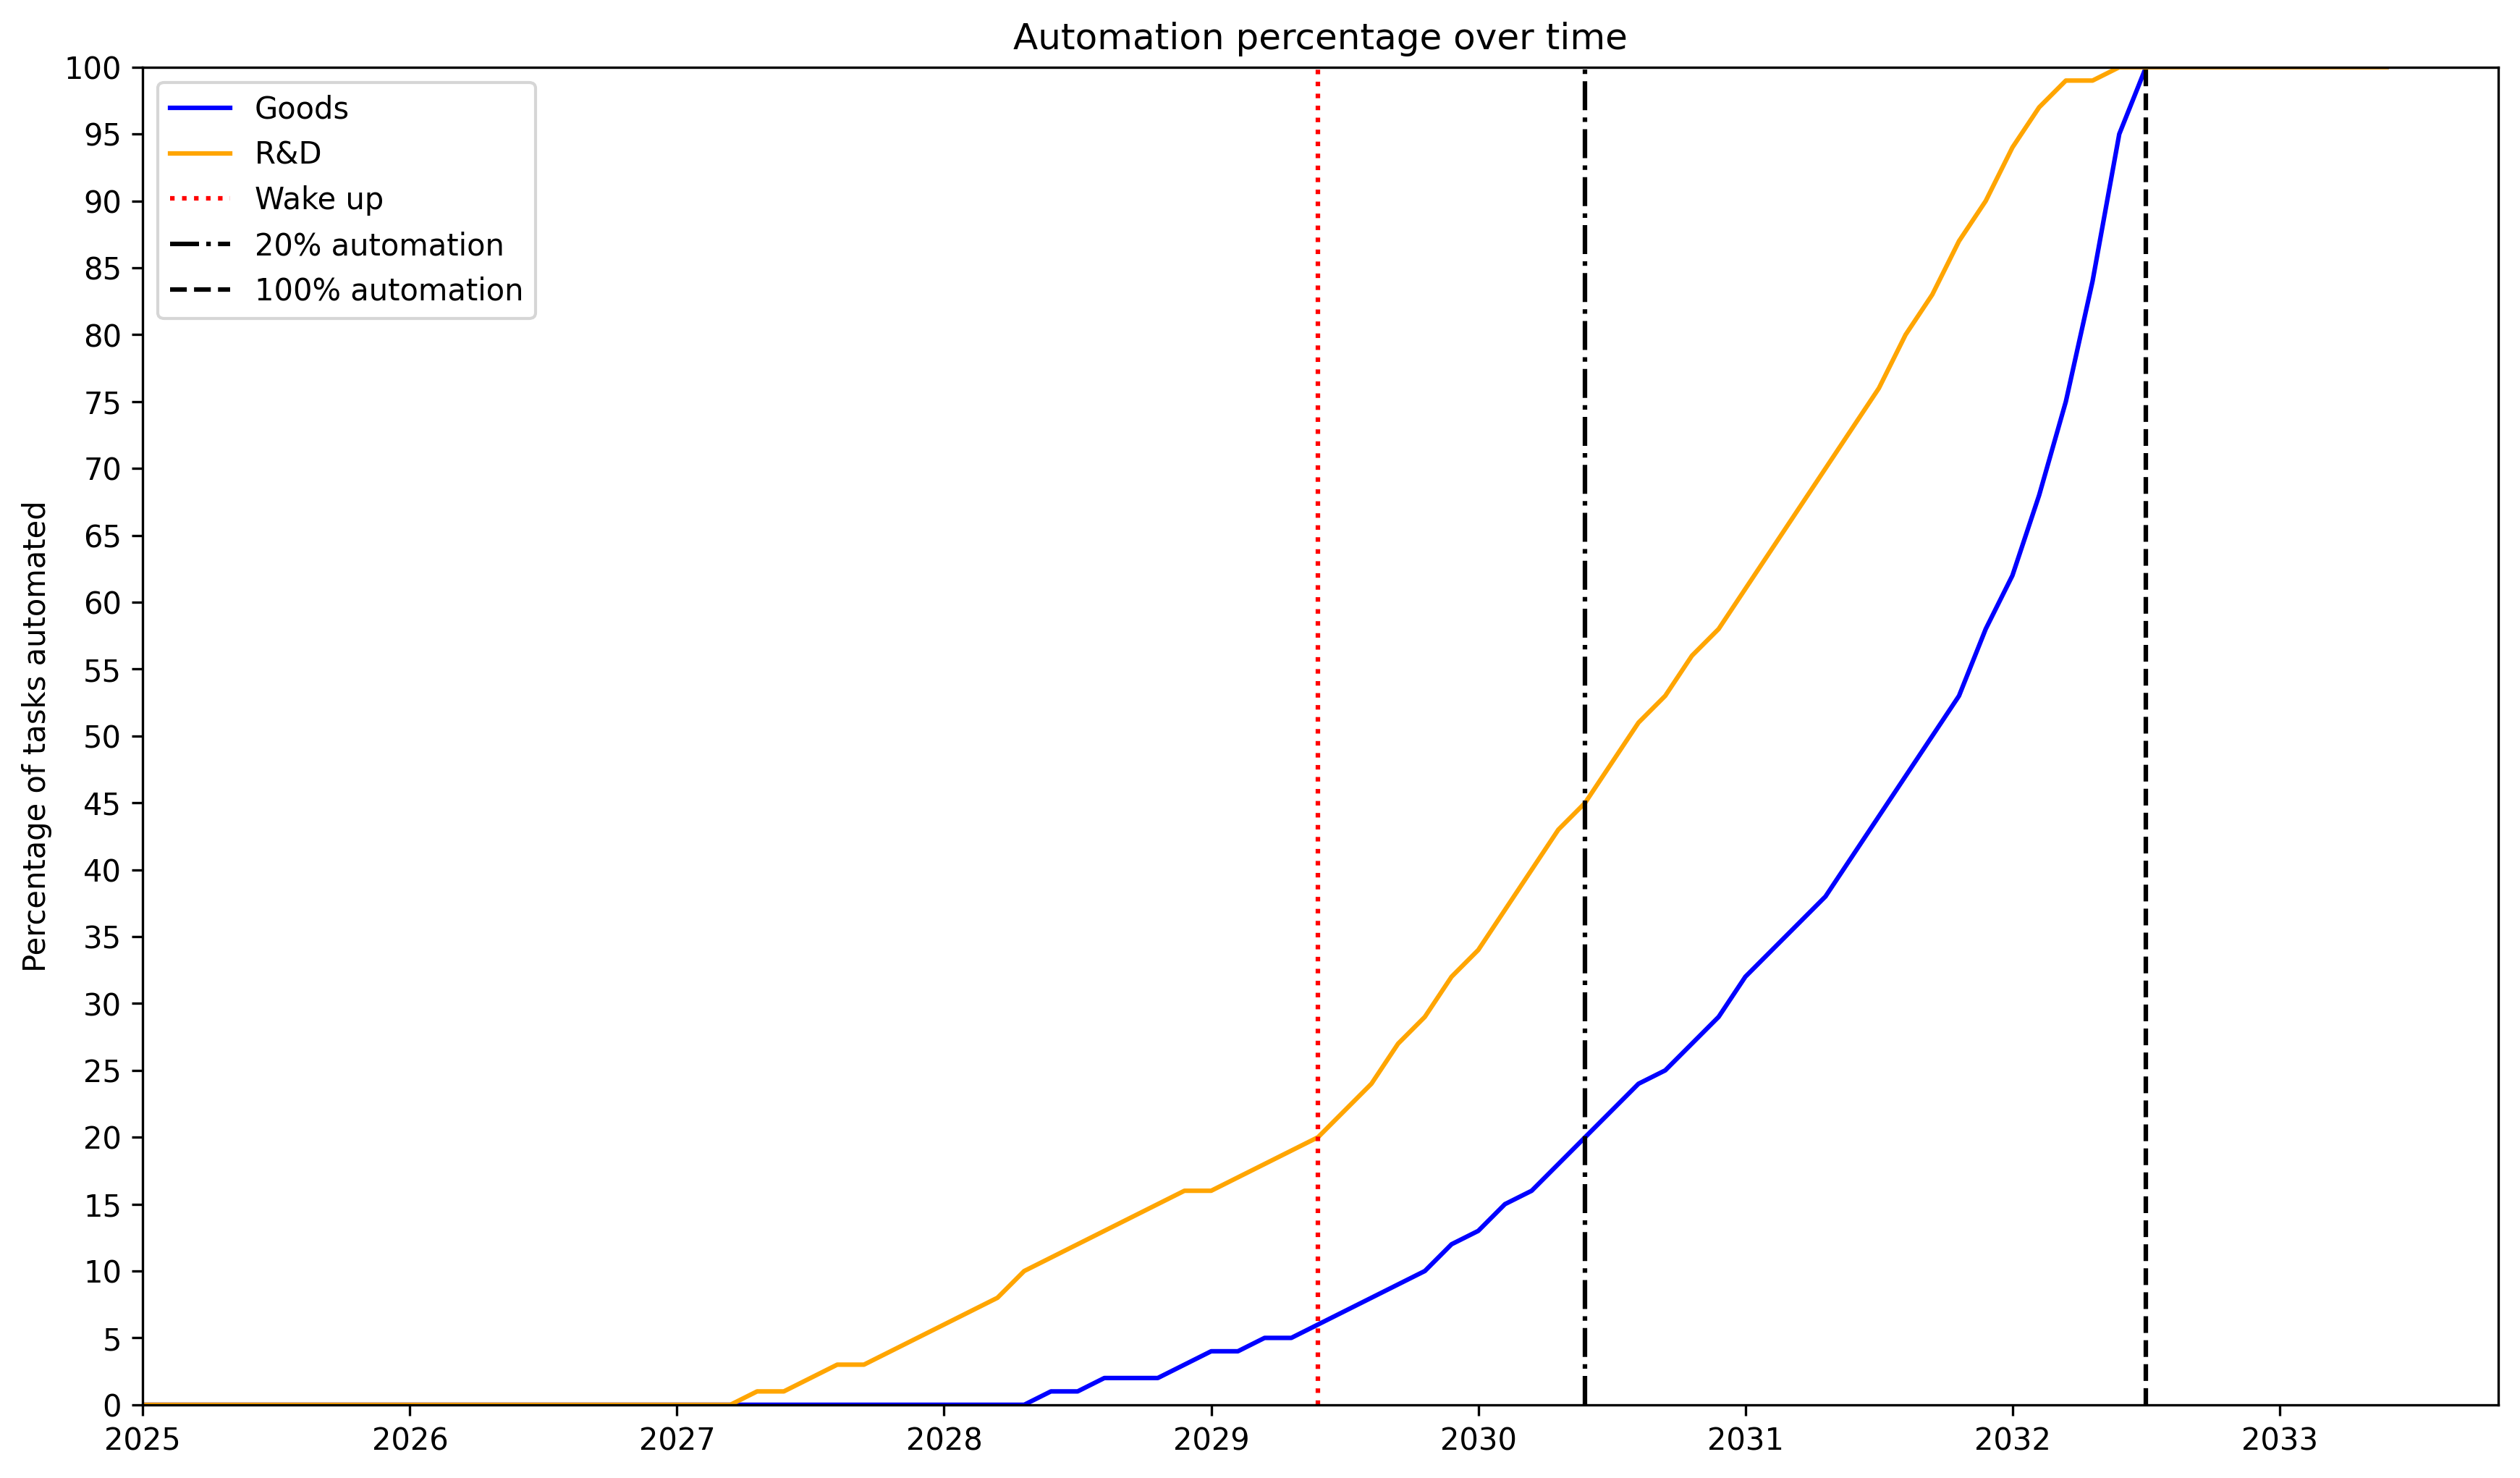 Automation percentage over time
Goods
R&D
Wake up
20% automation
100% automation
Percentage of tasks automated
100
95
90
85
80
75
70
65
60
55
50
45
40
35
30
25
20
15
10
5
0
2025 2026 2027 2028 2029 2030 2031 2032 2033